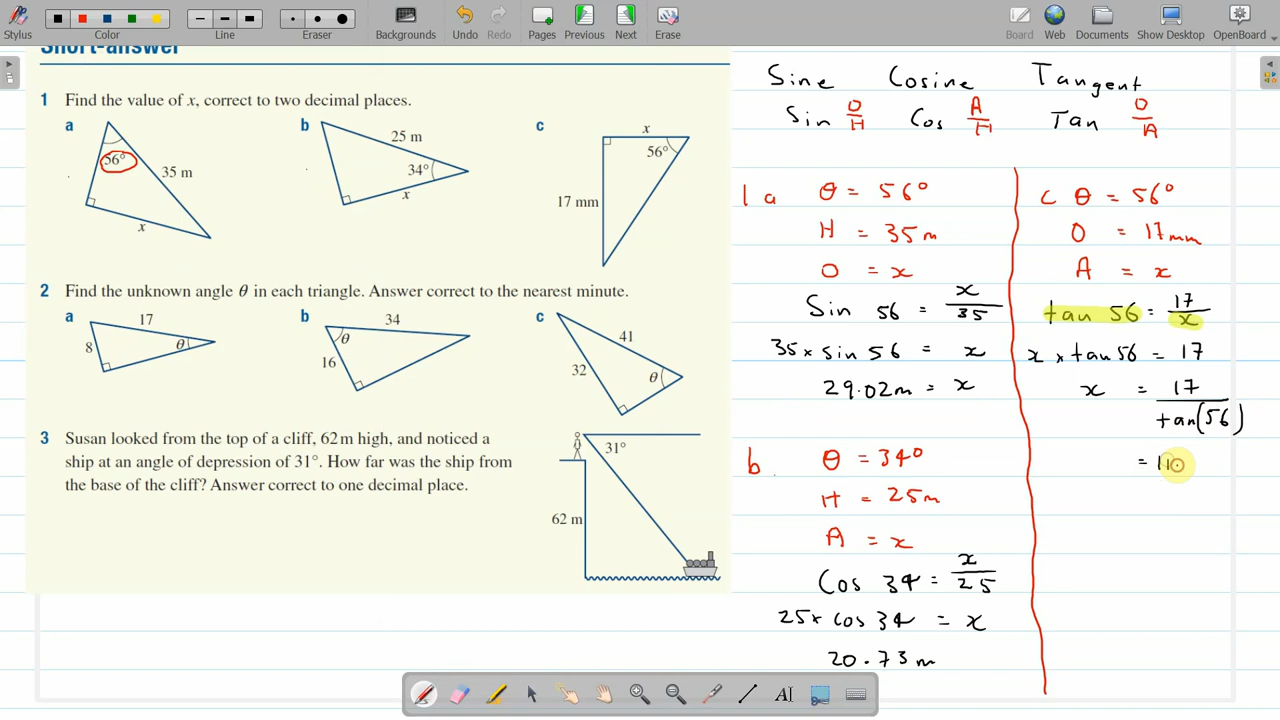 Stylus Color Line Eraser Backgrounds Undo Pages Previous Next Erase Board Web Documents Show Desktop OpenBoard
Short-answer
1 Find the value of x, correct to two decimal places.
a 56° 35 m x
b 25 m 34° x
c x 56° 17 mm
2 Find the unknown angle θ in each triangle. Answer correct to the nearest minute.
a 17 8 θ
b 34 θ 16
c 41 32 θ
3 Susan looked from the top of a cliff, 62 m high, and noticed a
ship at an angle of depression of 31°. How far was the ship from
the base of the cliff? Answer correct to one decimal place.
31°
62 m
Sine Cosine Tangent
Sin O/H Cos A/H Tan O/A
1 a θ = 56°
H = 35m
O = x
Sin 56 = x/35
35 × sin 56 = x
29.02m = x
b θ = 34°
H = 25m
A = x
Cos 34 = x/25
25 × cos 34 = x
20.73m
c θ = 56°
O = 17mm
A = x
tan 56 = 17/x
x × tan 56 = 17
x = 17/tan(56)
= 11